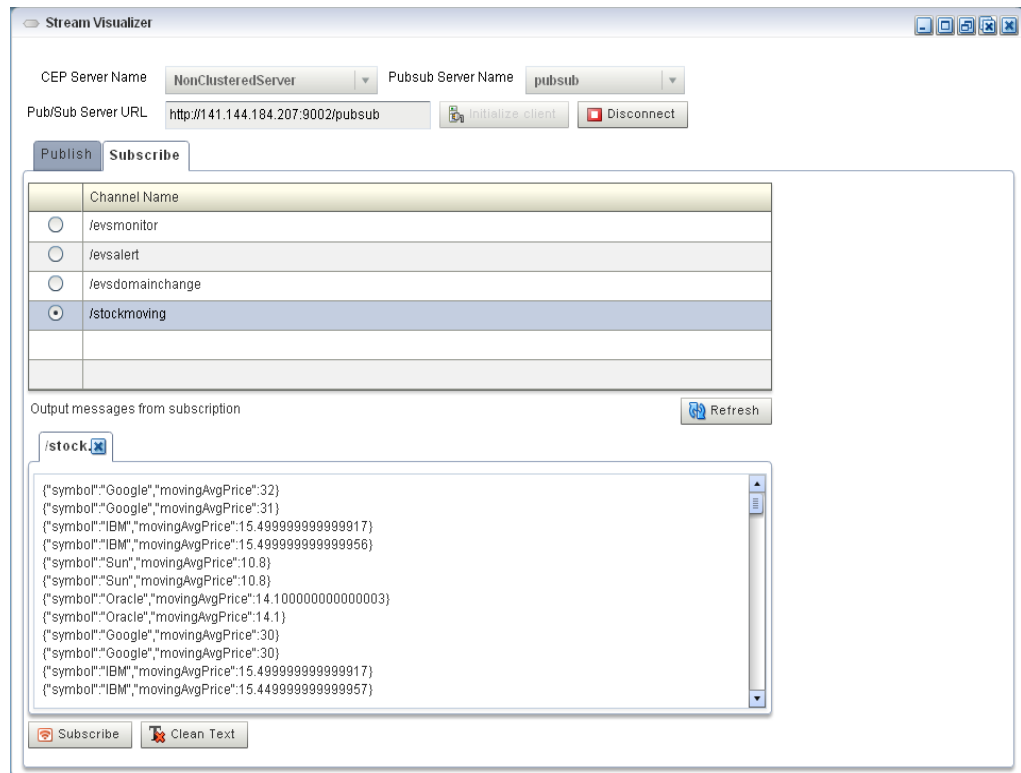 Stream Visualizer
CEP Server Name NonClusteredServer Pubsub Server Name pubsub
Pub/Sub Server URL http://141.144.184.207:9002/pubsub Initialize client Disconnect
Publish Subscribe
Channel Name
/evsmonitor
/evsalert
/evsdomainchange
/stockmoving
Output messages from subscription Refresh
/stock.
{"symbol":"Google","movingAvgPrice":32}
{"symbol":"Google","movingAvgPrice":31}
{"symbol":"IBM","movingAvgPrice":15.499999999999917}
{"symbol":"IBM","movingAvgPrice":15.499999999999956}
{"symbol":"Sun","movingAvgPrice":10.8}
{"symbol":"Sun","movingAvgPrice":10.8}
{"symbol":"Oracle","movingAvgPrice":14.100000000000003}
{"symbol":"Oracle","movingAvgPrice":14.1}
{"symbol":"Google","movingAvgPrice":30}
{"symbol":"Google","movingAvgPrice":30}
{"symbol":"IBM","movingAvgPrice":15.499999999999917}
{"symbol":"IBM","movingAvgPrice":15.449999999999957}
Subscribe Clean Text